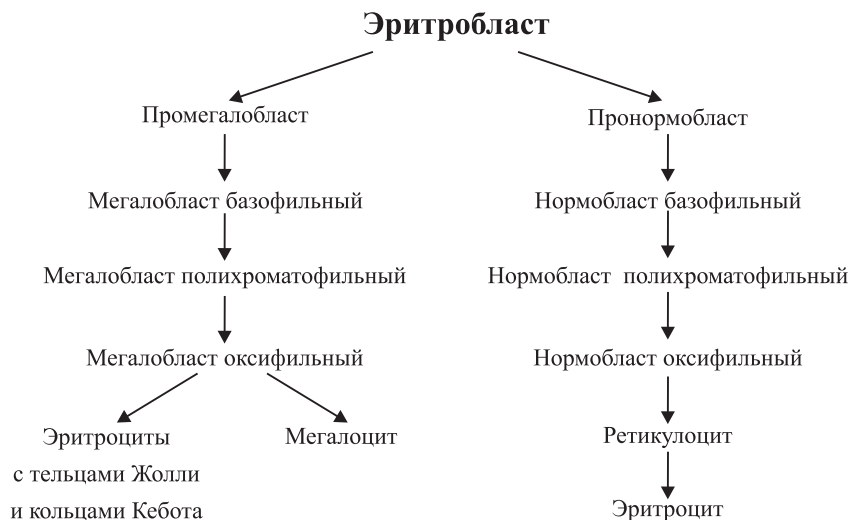 Эритробласт
Промегалобласт
Пронормобласт
Мегалобласт базофильный
Нормобласт базофильный
Мегалобласт полихроматофильный
Нормобласт полихроматофильный
Мегалобласт оксифильный
Нормобласт оксифильный
Эритроциты
с тельцами Жолли
и кольцами Кебота
Мегалоцит
Ретикулоцит
Эритроцит